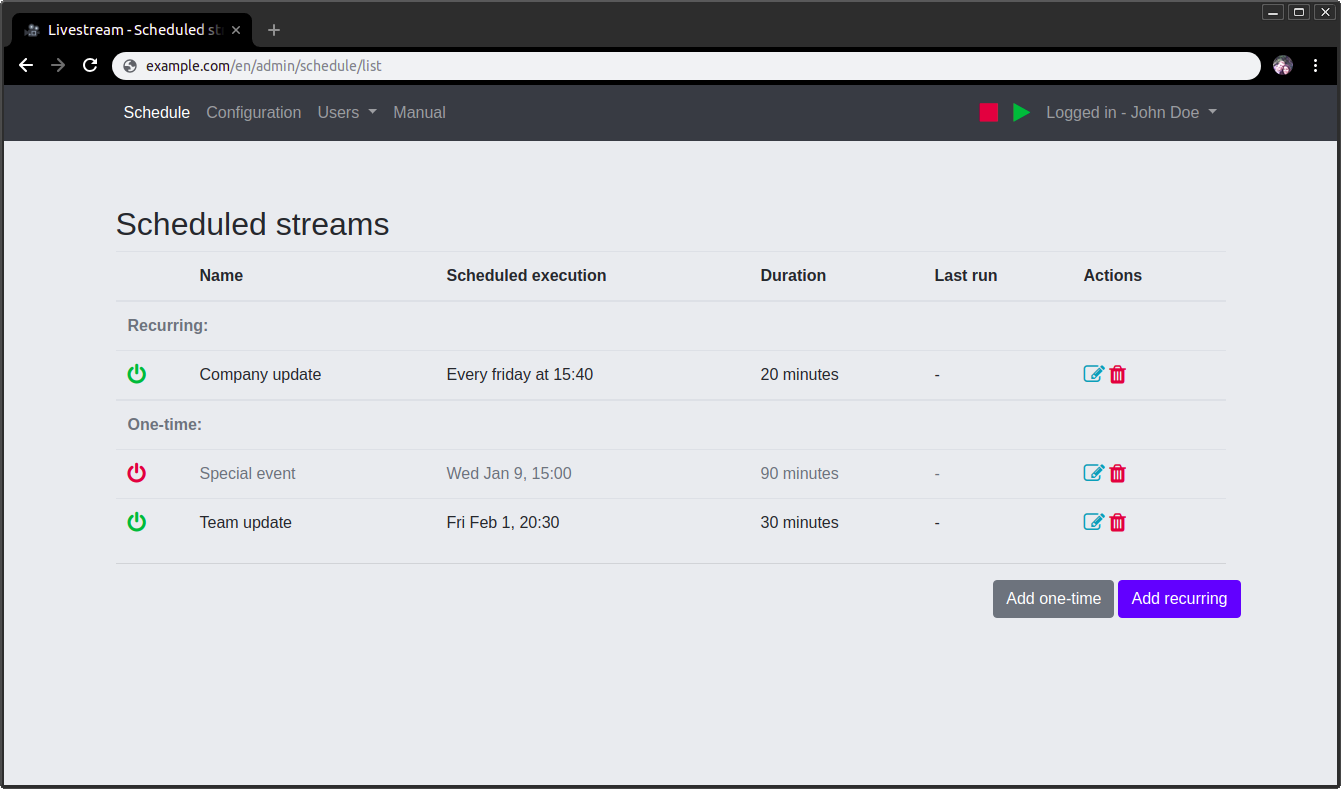 Livestream - Scheduled st
example.com/en/admin/schedule/list
Schedule Configuration Users Manual Logged in - John Doe
Scheduled streams
Name Scheduled execution Duration Last run Actions
Recurring:
Company update Every friday at 15:40 20 minutes -
One-time:
Special event Wed Jan 9, 15:00 90 minutes -
Team update Fri Feb 1, 20:30 30 minutes -
Add one-time Add recurring